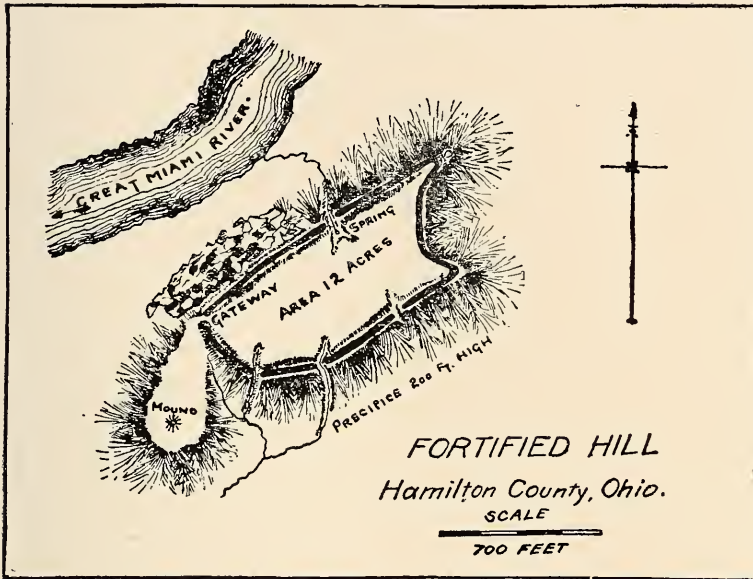 GREAT MIAMI RIVER.
SPRING
AREA 12 ACRES
GATEWAY
PRECIPICE 200 FT. HIGH
MOUND
N
FORTIFIED HILL
Hamilton County, Ohio.
SCALE
700 FEET